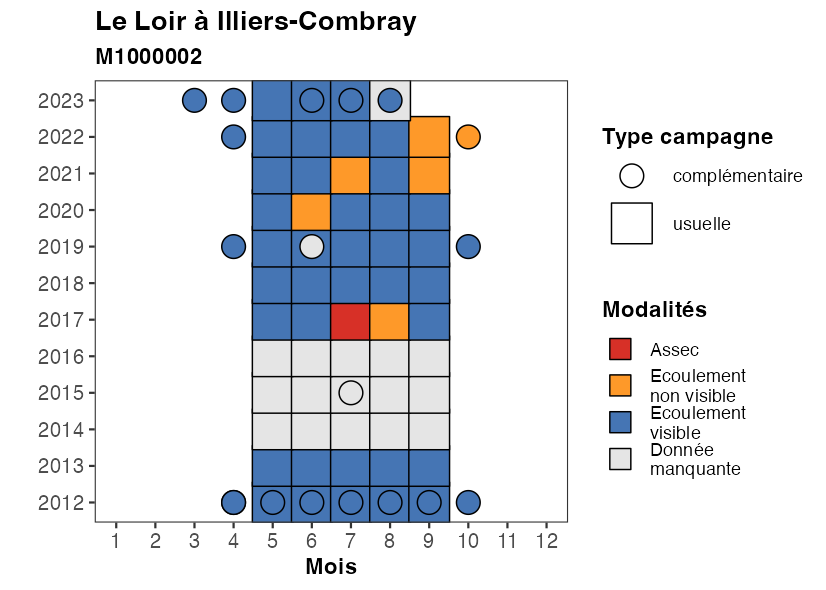 Le Loir à Illiers-Combray
M1000002
2023
2022
2021
2020
2019
2018
2017
2016
2015
2014
2013
2012
1 2 3 4 5 6 7 8 9 10 11 12
Mois
Type campagne
complémentaire
usuelle
Modalités
Assec
Ecoulement
non visible
Ecoulement
visible
Donnée
manquante